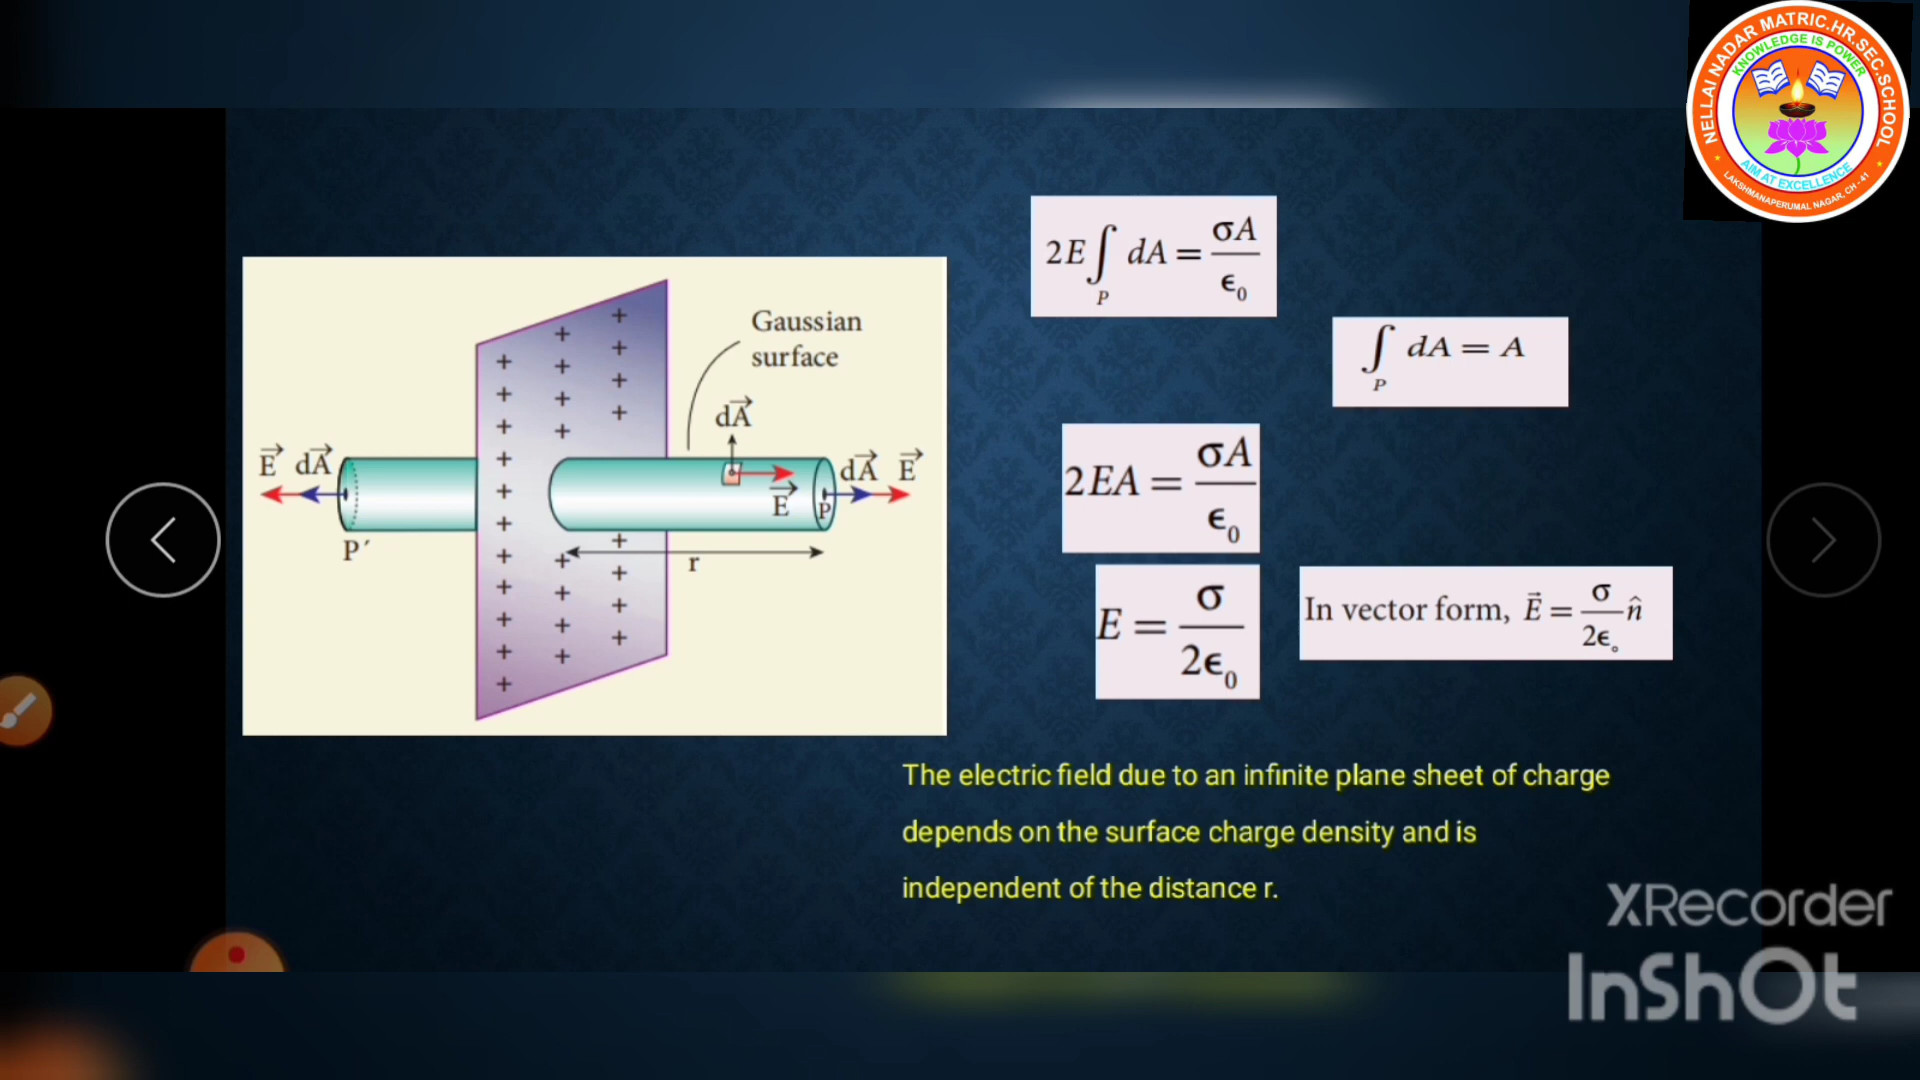 NELLAI NADAR MATRIC.HR.SEC.SCHOOL
KNOWLEDGE IS POWER
AIM AT EXCELLENCE
LAKSHMANAPERUMAL NAGAR, CH - 41
2E∫_P dA = σA/ϵ₀
∫_P dA = A
Gaussian
surface
dA⃗
E⃗ dA⃗
dA⃗ E⃗
E⃗
P
P′
r
2EA = σA/ϵ₀
E = σ/2ϵ₀
In vector form, E⃗ = σ/2ϵ₀ n̂
The electric field due to an infinite plane sheet of charge
depends on the surface charge density and is
independent of the distance r.
XRecorder
InShOt